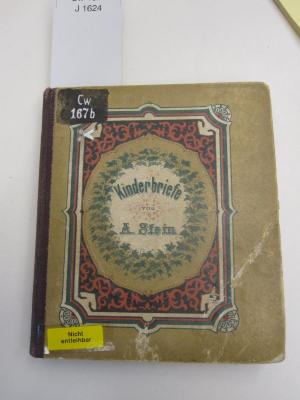 J 1624
Cw
167b
Kinderbriefe
von
A. Stein
Nicht
entleihbar